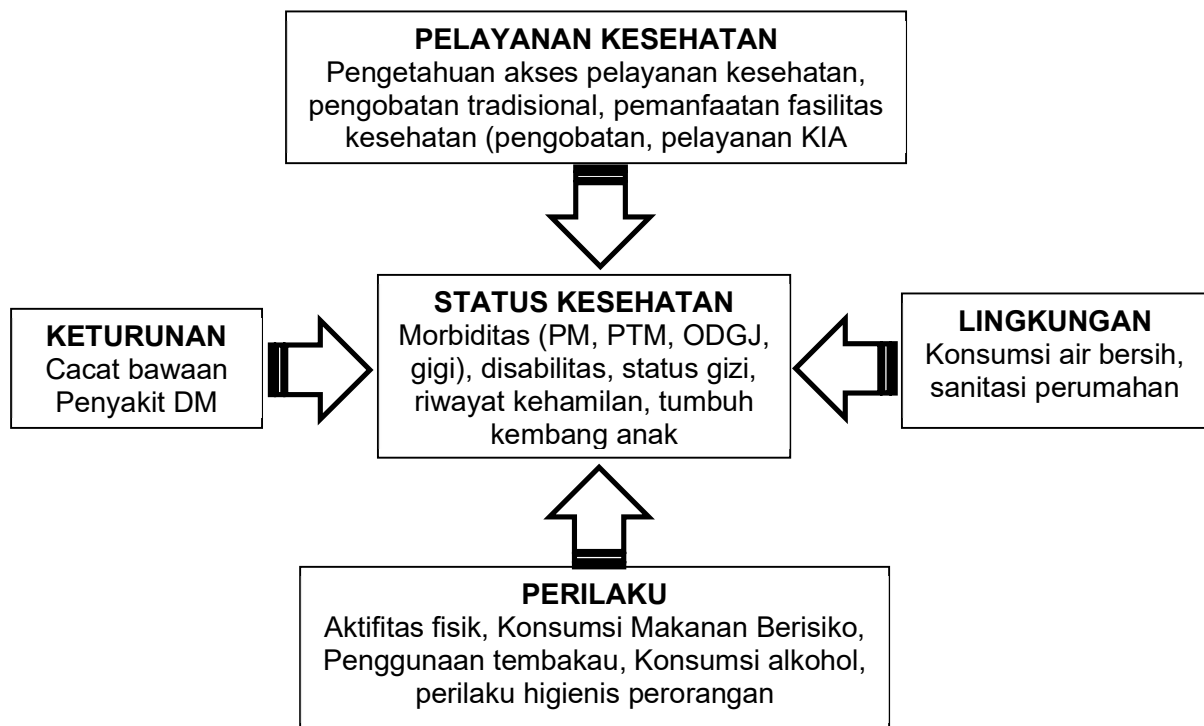 PELAYANAN KESEHATAN
Pengetahuan akses pelayanan kesehatan,
pengobatan tradisional, pemanfaatan fasilitas
kesehatan (pengobatan, pelayanan KIA
KETURUNAN
Cacat bawaan
Penyakit DM
STATUS KESEHATAN
Morbiditas (PM, PTM, ODGJ,
gigi), disabilitas, status gizi,
riwayat kehamilan, tumbuh
kembang anak
LINGKUNGAN
Konsumsi air bersih,
sanitasi perumahan
PERILAKU
Aktifitas fisik, Konsumsi Makanan Berisiko,
Penggunaan tembakau, Konsumsi alkohol,
perilaku higienis perorangan